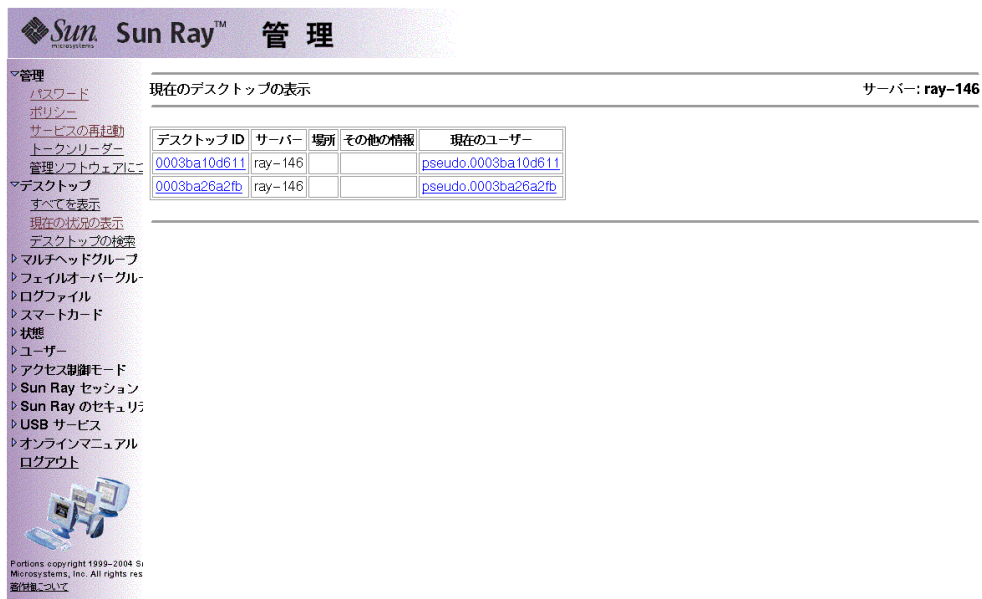 Sun microsystems Sun Ray™ 管 理
▽管理
パスワード
ポリシー
サービスの再起動
トークンリーダー
管理ソフトウェアにつ
▽デスクトップ
すべてを表示
現在の状況の表示
デスクトップの検索
▷マルチヘッドグループ
▷フェイルオーバーグルー
▷ログファイル
▷スマートカード
▷状態
▷ユーザー
▷アクセス制御モード
▷Sun Ray セッション
▷Sun Ray のセキュリテ
▷USB サービス
▷オンラインマニュアル
ログアウト
Portions copyright 1999-2004 Su
Microsystems, Inc. All rights res
著作権について
現在のデスクトップの表示 サーバー: ray-146
デスクトップ ID サーバー 場所 その他の情報 現在のユーザー
0003ba10d611 ray-146 pseudo.0003ba10d611
0003ba26a2fb ray-146 pseudo.0003ba26a2fb